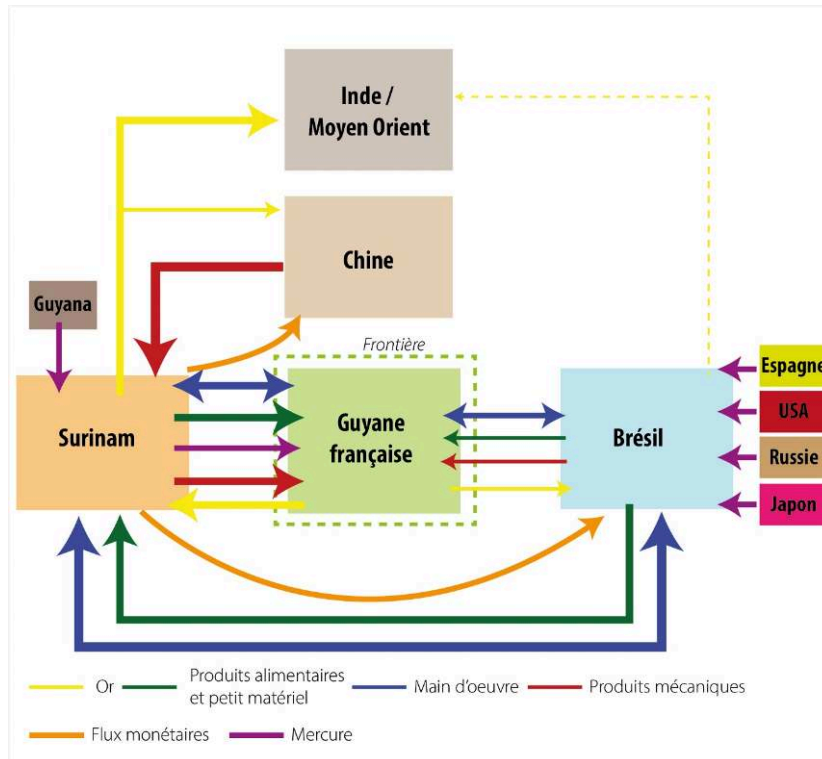 Inde /
Moyen Orient
Chine
Guyana
Frontière
Espagne
Surinam
Guyane
française
Brésil
USA
Russie
Japon
Or
Produits alimentaires
et petit matériel
Main d'oeuvre
Produits mécaniques
Flux monétaires
Mercure